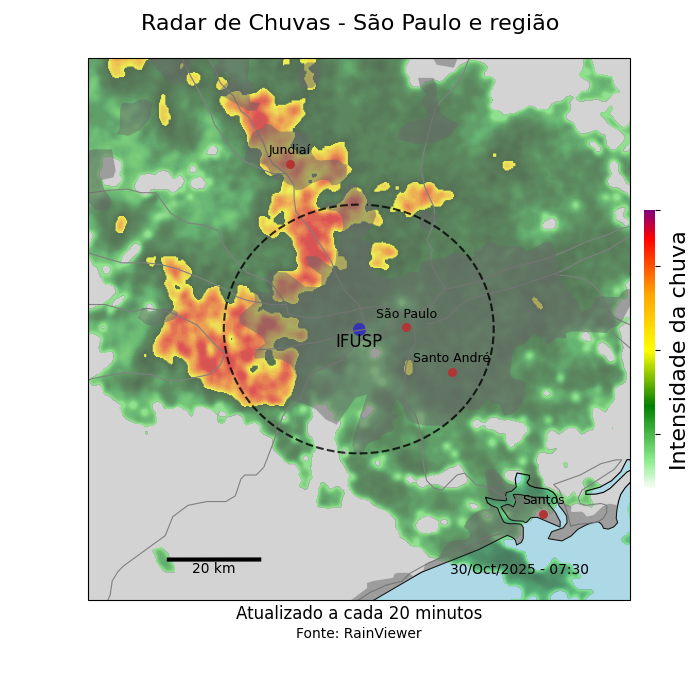 Radar de Chuvas - São Paulo e região
Jundiaí
São Paulo
IFUSP
Santo André
Santos
20 km
30/Oct/2025 - 07:30
Intensidade da chuva
Atualizado a cada 20 minutos
Fonte: RainViewer